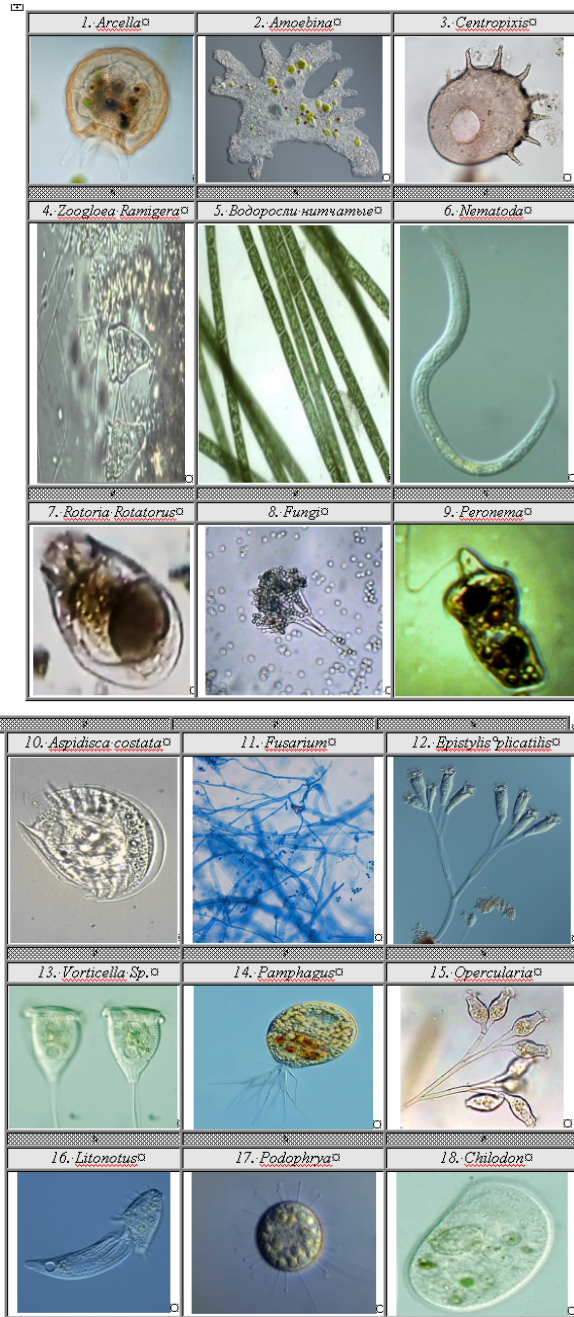 1. Arcella
2. Amoebina
3. Centropixis
4. Zoogloea Ramigera
5. Водоросли нитчатые
6. Nematoda
7. Rotoria Rotatorus
8. Fungi
9. Peronema
10. Aspidisca costata
11. Fusarium
12. Epistylis plicatilis
13. Vorticella Sp.
14. Pamphagus
15. Opercularia
16. Litonotus
17. Podophrya
18. Chilodon